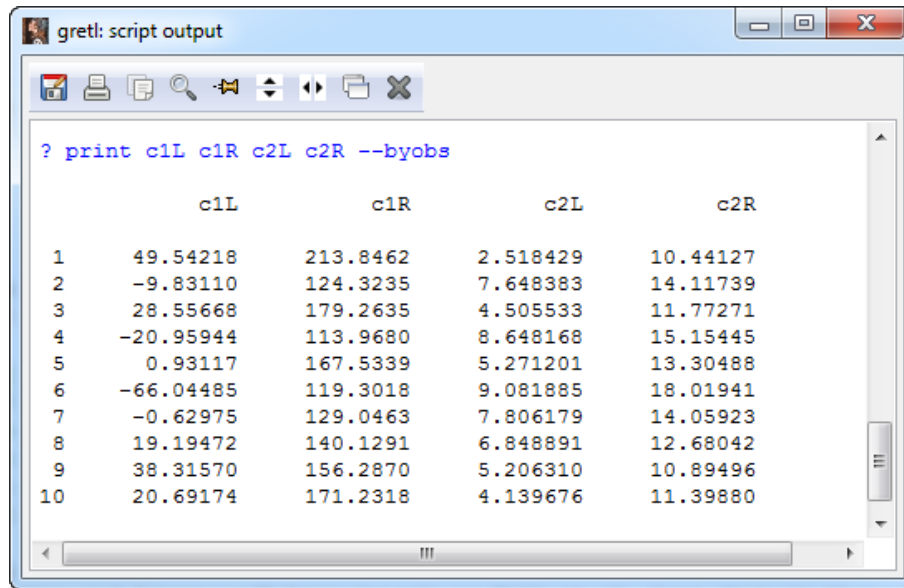 gretl: script output
? print c1L c1R c2L c2R --byobs
c1L c1R c2L c2R
1 49.54218 213.8462 2.518429 10.44127
2 -9.83110 124.3235 7.648383 14.11739
3 28.55668 179.2635 4.505533 11.77271
4 -20.95944 113.9680 8.648168 15.15445
5 0.93117 167.5339 5.271201 13.30488
6 -66.04485 119.3018 9.081885 18.01941
7 -0.62975 129.0463 7.806179 14.05923
8 19.19472 140.1291 6.848891 12.68042
9 38.31570 156.2870 5.206310 10.89496
10 20.69174 171.2318 4.139676 11.39880